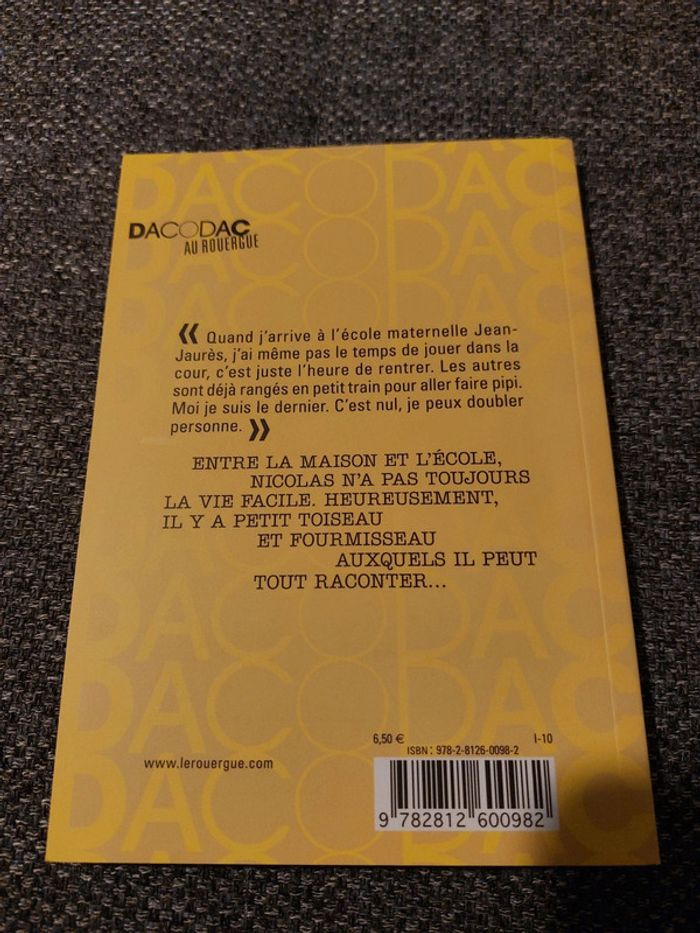 DACODAC
AU ROUERGUE
« Quand j'arrive à l'école maternelle Jean-
Jaurès, j'ai même pas le temps de jouer dans la
cour, c'est juste l'heure de rentrer. Les autres
sont déjà rangés en petit train pour aller faire pipi.
Moi je suis le dernier. C'est nul, je peux doubler
personne. »
ENTRE LA MAISON ET L'ÉCOLE,
NICOLAS N'A PAS TOUJOURS
LA VIE FACILE. HEUREUSEMENT,
IL Y A PETIT TOISEAU
ET FOURMISSEAU
AUXQUELS IL PEUT
TOUT RACONTER...
6,50 € I-10
ISBN : 978-2-8126-0098-2
www.lerouergue.com
9 782812 600982